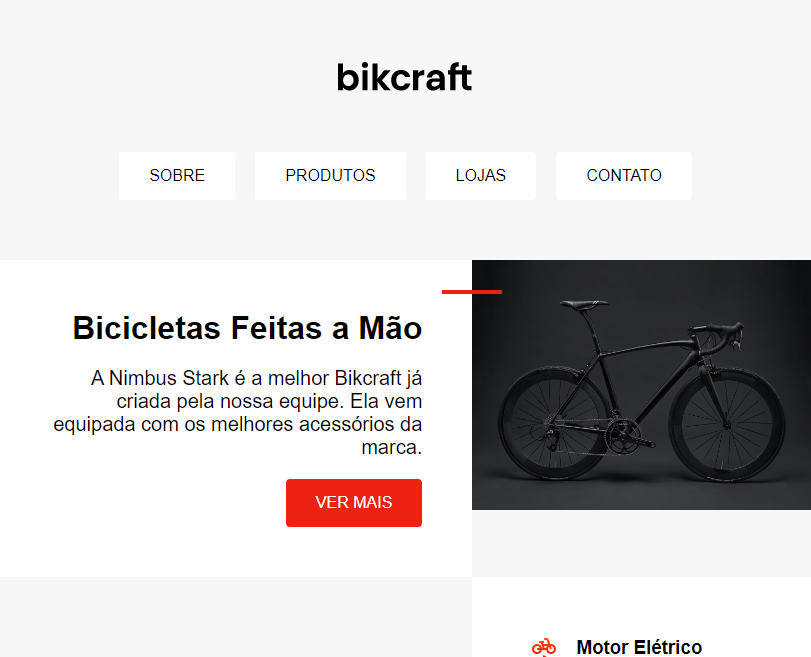 bikcraft
SOBRE
PRODUTOS
LOJAS
CONTATO
Bicicletas Feitas a Mão
A Nimbus Stark é a melhor Bikcraft já
criada pela nossa equipe. Ela vem
equipada com os melhores acessórios da
marca.
VER MAIS
Motor Elétrico